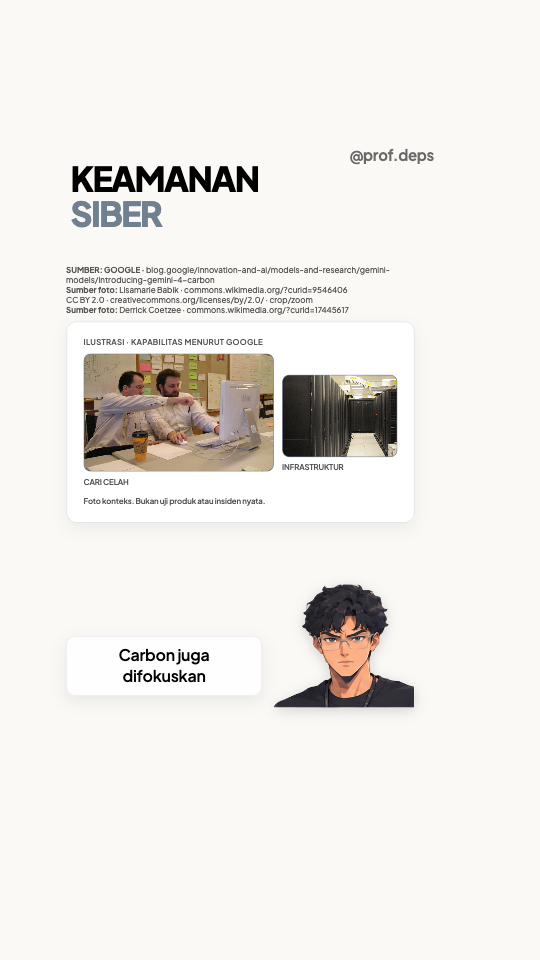 @prof.deps
KEAMANAN
SIBER
SUMBER: GOOGLE · blog.google/innovation-and-ai/models-and-research/gemini-
models/introducing-gemini-4-carbon
Sumber foto: Lisamarie Babik · commons.wikimedia.org/?curid=9546406
CC BY 2.0 · creativecommons.org/licenses/by/2.0/ · crop/zoom
Sumber foto: Derrick Coetzee · commons.wikimedia.org/?curid=17445617
ILUSTRASI · KAPABILITAS MENURUT GOOGLE
INFRASTRUKTUR
CARI CELAH
Foto konteks. Bukan uji produk atau insiden nyata.
Carbon juga
difokuskan